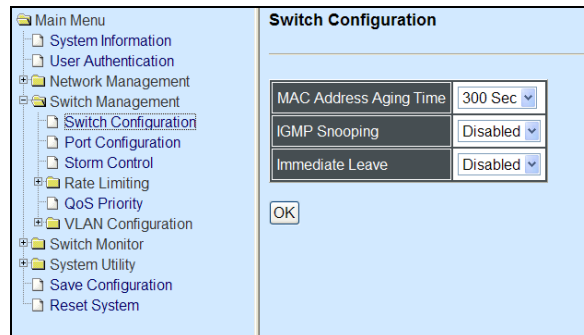 Main Menu
System Information
User Authentication
Network Management
Switch Management
Switch Configuration
Port Configuration
Storm Control
Rate Limiting
QoS Priority
VLAN Configuration
Switch Monitor
System Utility
Save Configuration
Reset System
Switch Configuration
MAC Address Aging Time 300 Sec
IGMP Snooping Disabled
Immediate Leave Disabled
OK